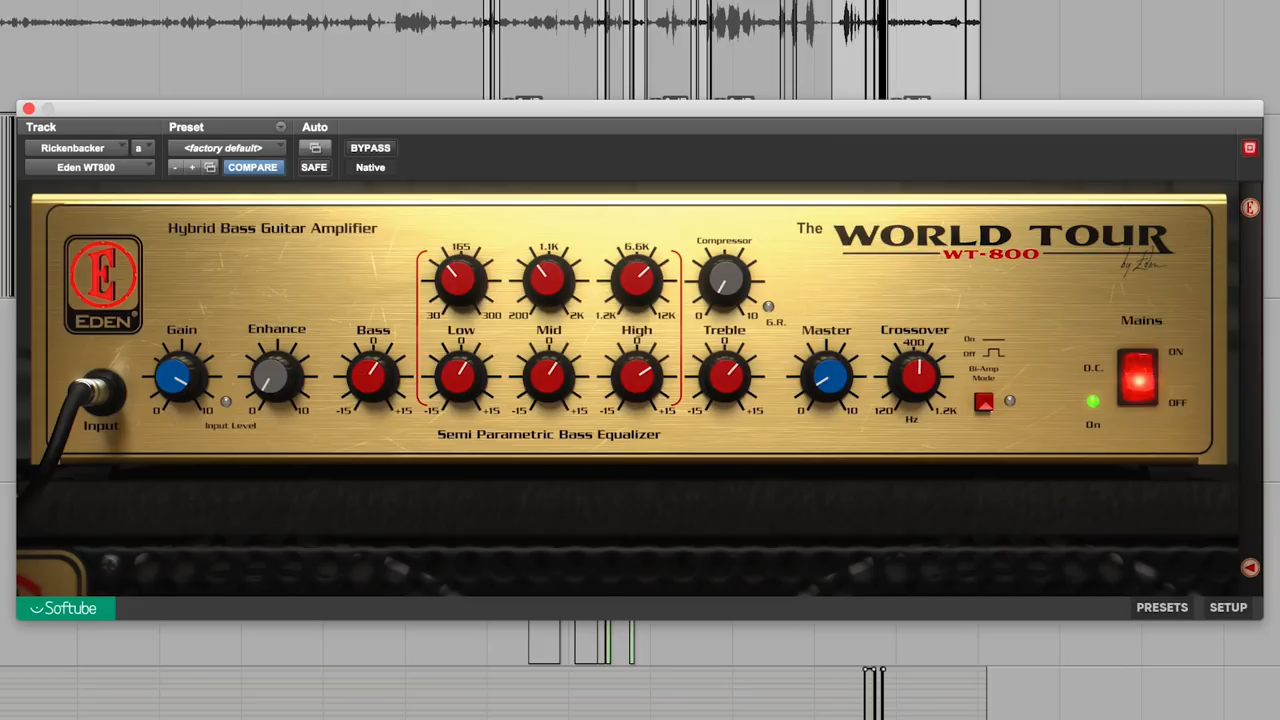 Track
Preset
Auto
Rickenbacker
a
<factory default>
BYPASS
Eden WT800
- +
COMPARE
SAFE
Native
Hybrid Bass Guitar Amplifier
The WORLD TOUR
WT-800
by Eden
E
EDEN®
165
30
300
1.1K
200
2K
6.6K
1.2K
12K
Compressor
0
10
G.R.
Gain
0
10
Input Level
Enhance
0
10
Bass
0
-15
+15
Low
0
-15
+15
Mid
0
-15
+15
High
0
-15
+15
Treble
0
-15
+15
Master
0
10
Crossover
400
120
1.2K
Hz
On
Off
Bi-Amp
Mode
Mains
ON
D.C.
OFF
On
Input
Semi Parametric Bass Equalizer
E
Softube
PRESETS
SETUP